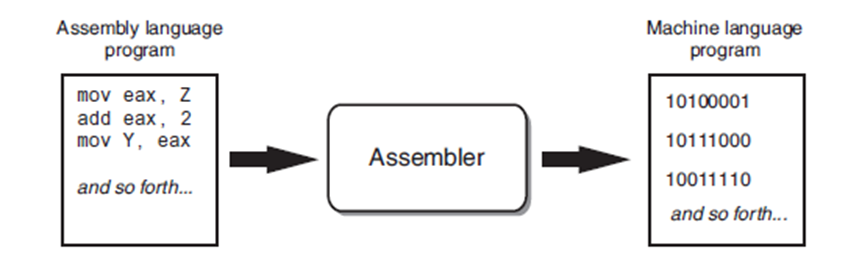 Assembly language
program
mov eax, Z
add eax, 2
mov Y, eax
and so forth...
Assembler
Machine language
program
10100001
10111000
10011110
and so forth...